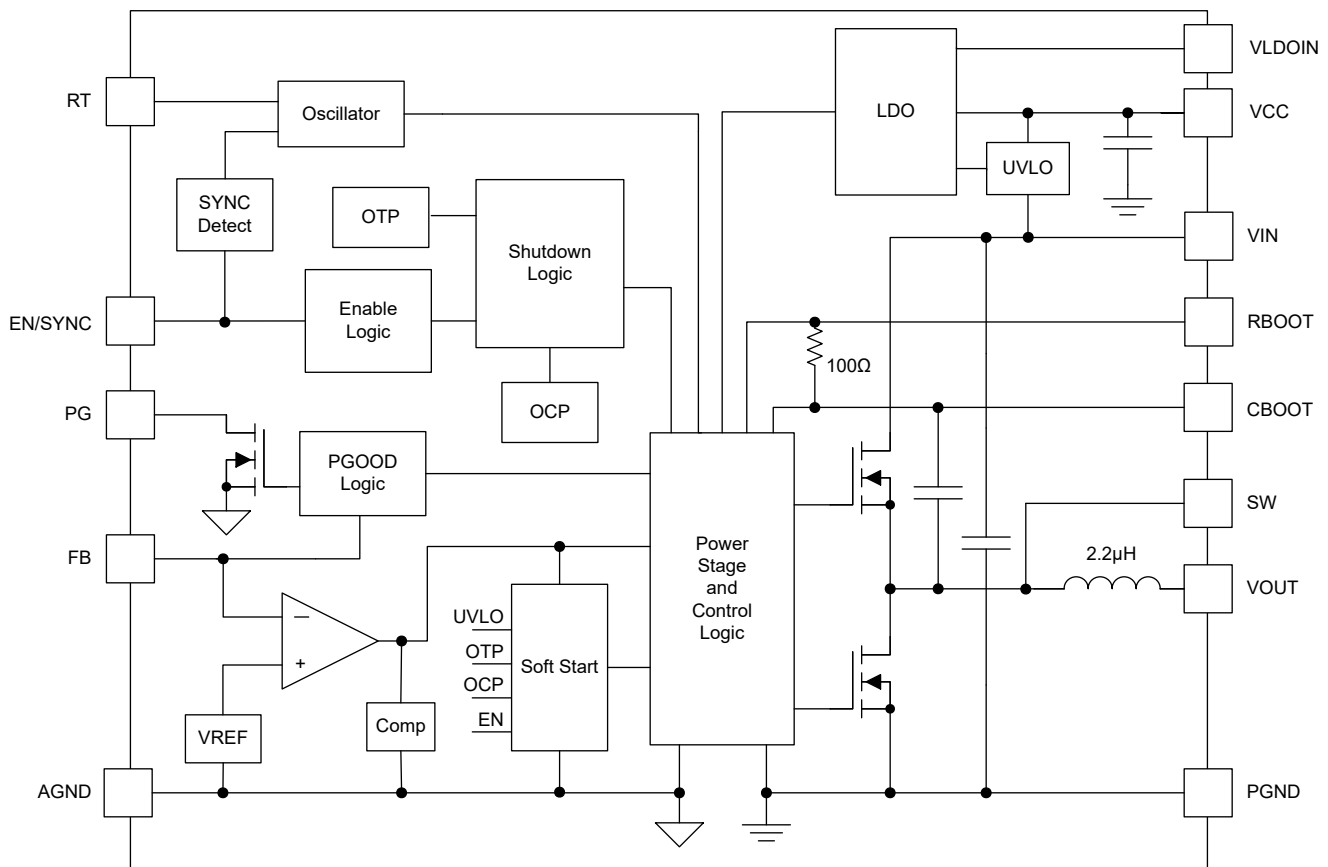 VLDOIN
RT
Oscillator
LDO
VCC
UVLO
SYNC
Detect
OTP
Shutdown
Logic
VIN
EN/SYNC
Enable
Logic
RBOOT
100Ω
OCP
PG
CBOOT
PGOOD
Logic
SW
FB
Power
Stage
and
Control
Logic
2.2µH
VOUT
UVLO
OTP
OCP
EN
Soft Start
VREF
Comp
AGND
PGND